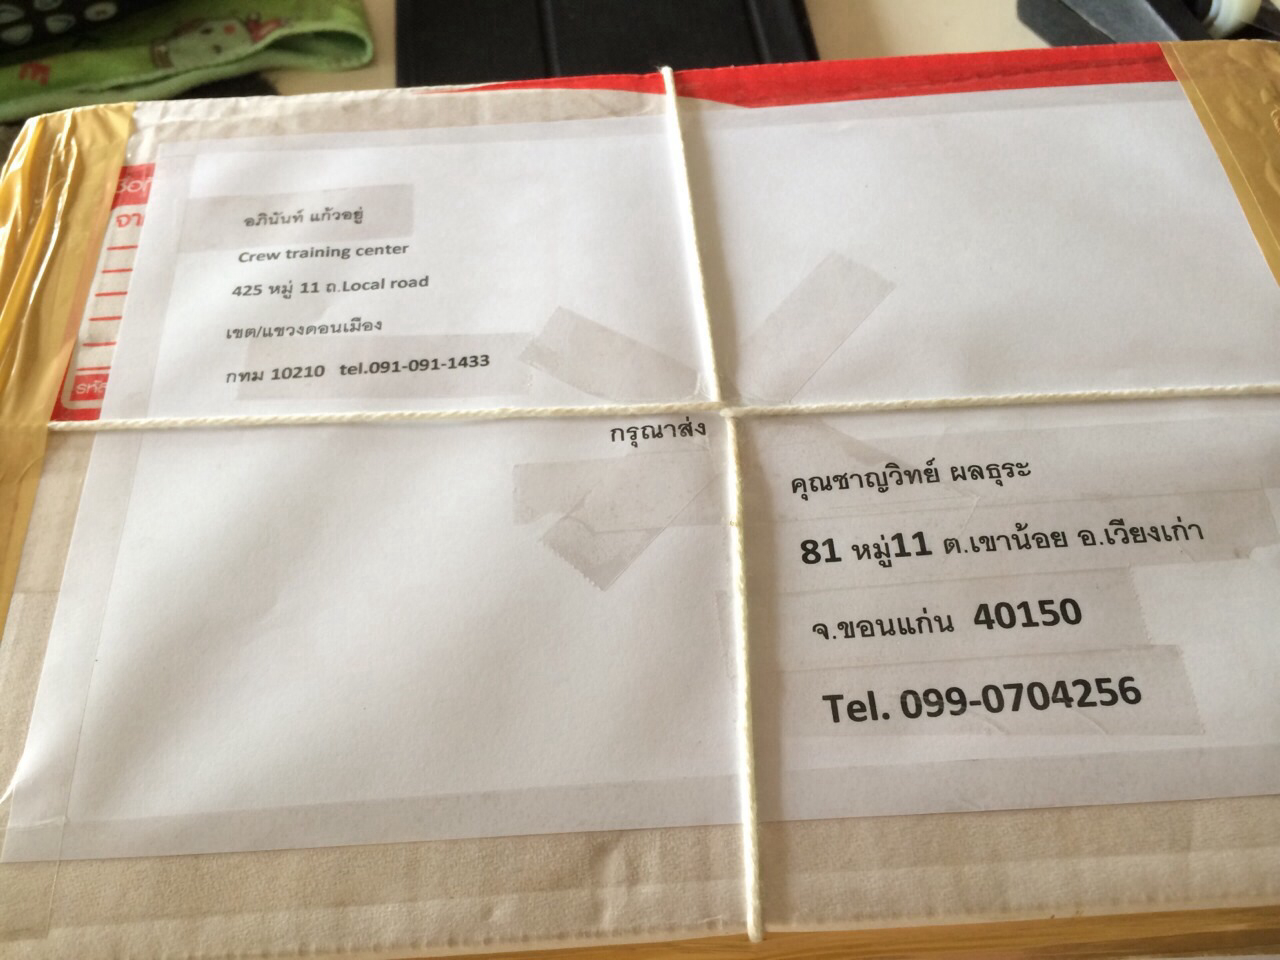 อภินันท์ แก้วอยู่
Crew training center
425 หมู่ 11 ถ.Local road
เขต/แขวงดอนเมือง
กทม 10210 tel.091-091-1433
กรุณาส่ง
คุณชาญวิทย์ ผลธุระ
81 หมู่11 ต.เขาน้อย อ.เวียงเก่า
จ.ขอนแก่น 40150
Tel. 099-0704256